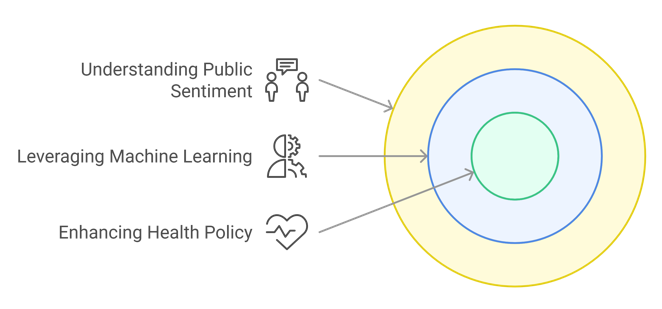 Understanding Public
Sentiment
Leveraging Machine Learning
Enhancing Health Policy